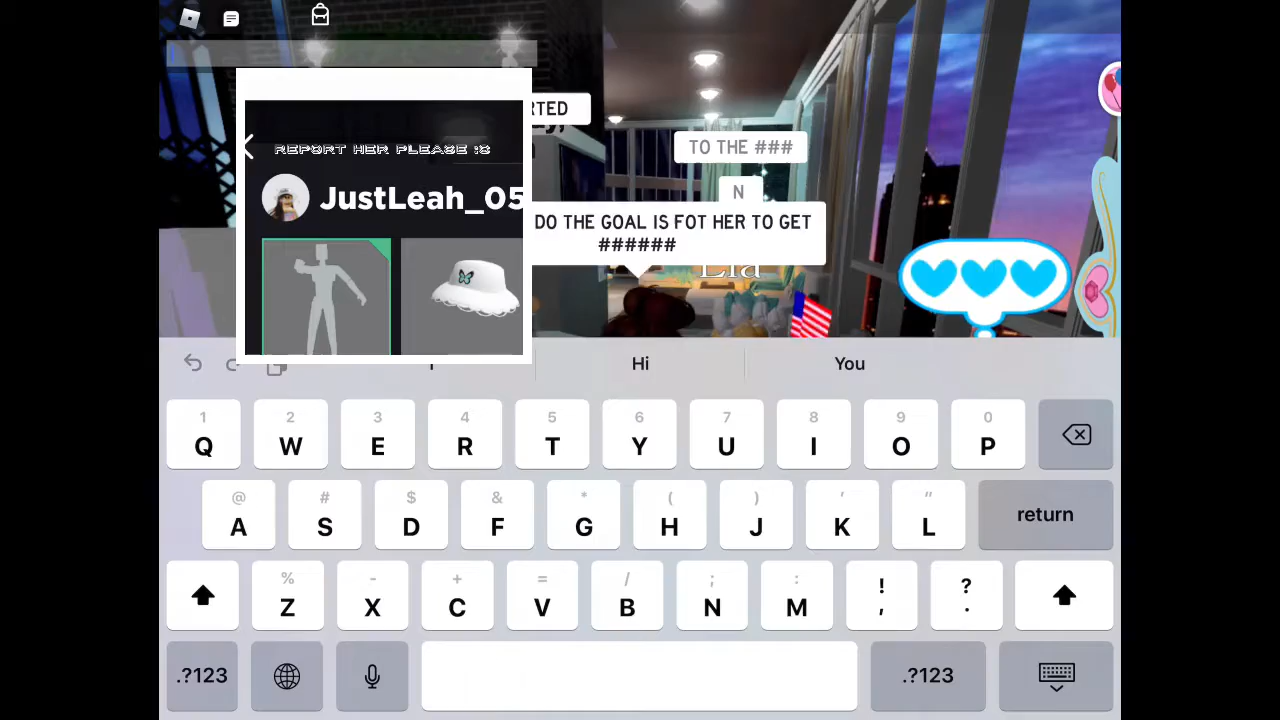 RTED
TO THE ###
REPORT HER PLEASE :C
N
JustLeah_05
DO THE GOAL IS FOT HER TO GET
######
Lia
Hi
You
1 2 3 4 5 6 7 8 9 0
Q W E R T Y U I O P
@ # $ & * ( ) ' "
A S D F G H J K L return
% - + = / ; : ! ?
Z X C V B N M , .
.?123 .?123